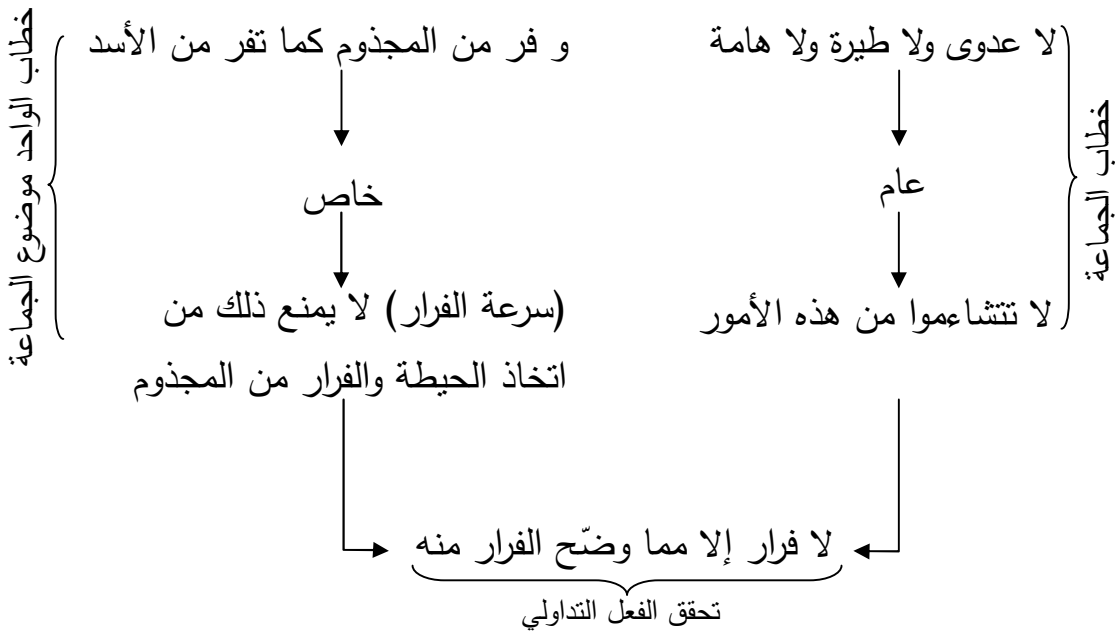 خطاب الجماعة
لا عدوى ولا طيرة ولا هامة
عام
لا تتشاءموا من هذه الأمور
خطاب الواحد موضوع الجماعة
و فر من المجذوم كما تفر من الأسد
خاص
(سرعة الفرار) لا يمنع ذلك من
اتخاذ الحيطة والفرار من المجذوم
لا فرار إلا مما وضّح الفرار منه
تحقق الفعل التداولي